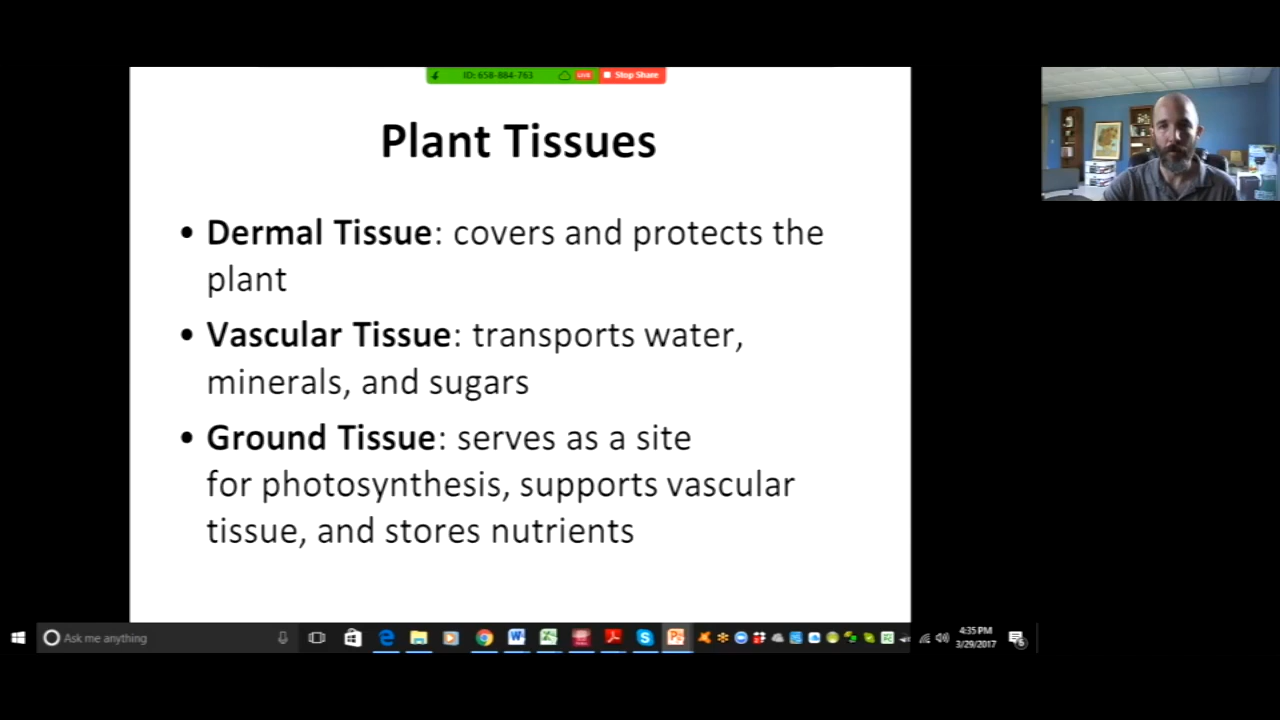 ID: 658-884-763 LIVE Stop Share
Plant Tissues
• Dermal Tissue: covers and protects the
plant
• Vascular Tissue: transports water,
minerals, and sugars
• Ground Tissue: serves as a site
for photosynthesis, supports vascular
tissue, and stores nutrients
Ask me anything
4:35 PM
3/29/2017